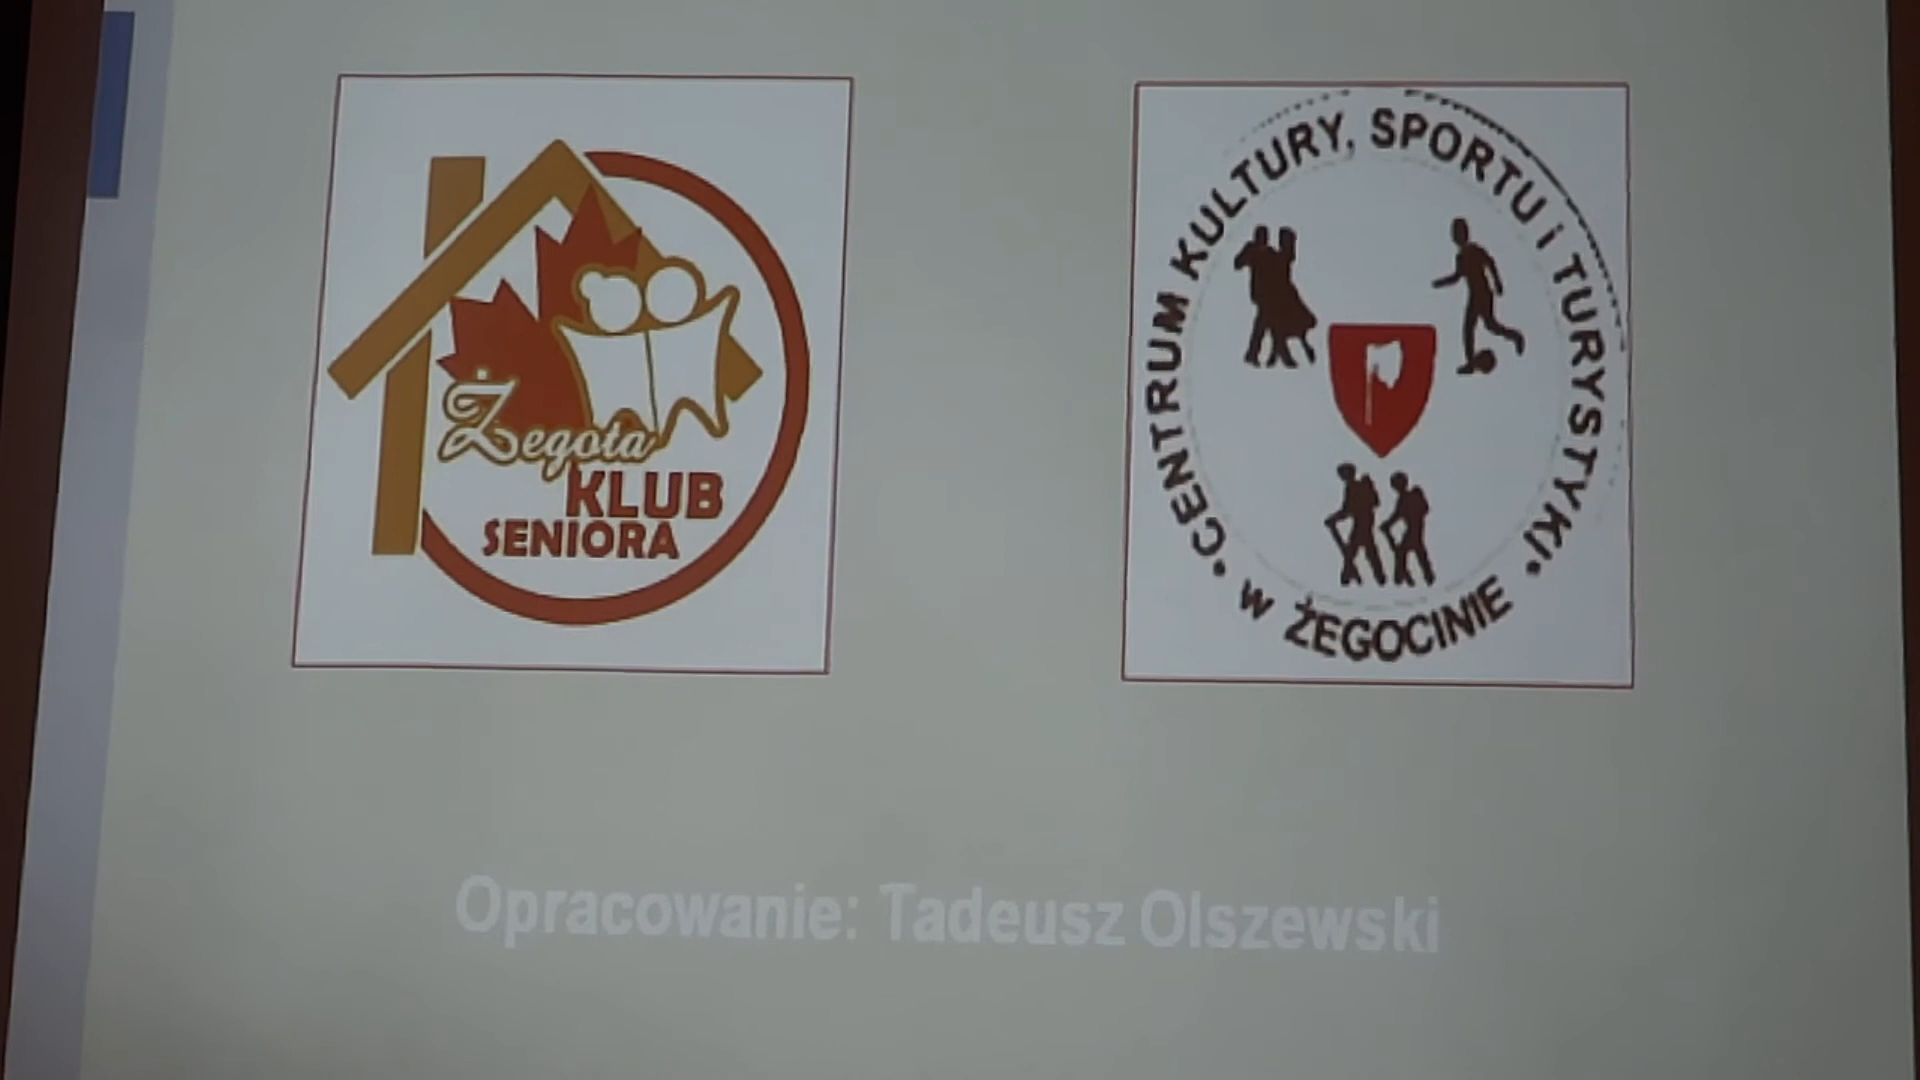 Żegota
KLUB
SENIORA
• CENTRUM KULTURY, SPORTU i TURYSTYKI •
w ŻEGOCINIE
Opracowanie: Tadeusz Olszewski